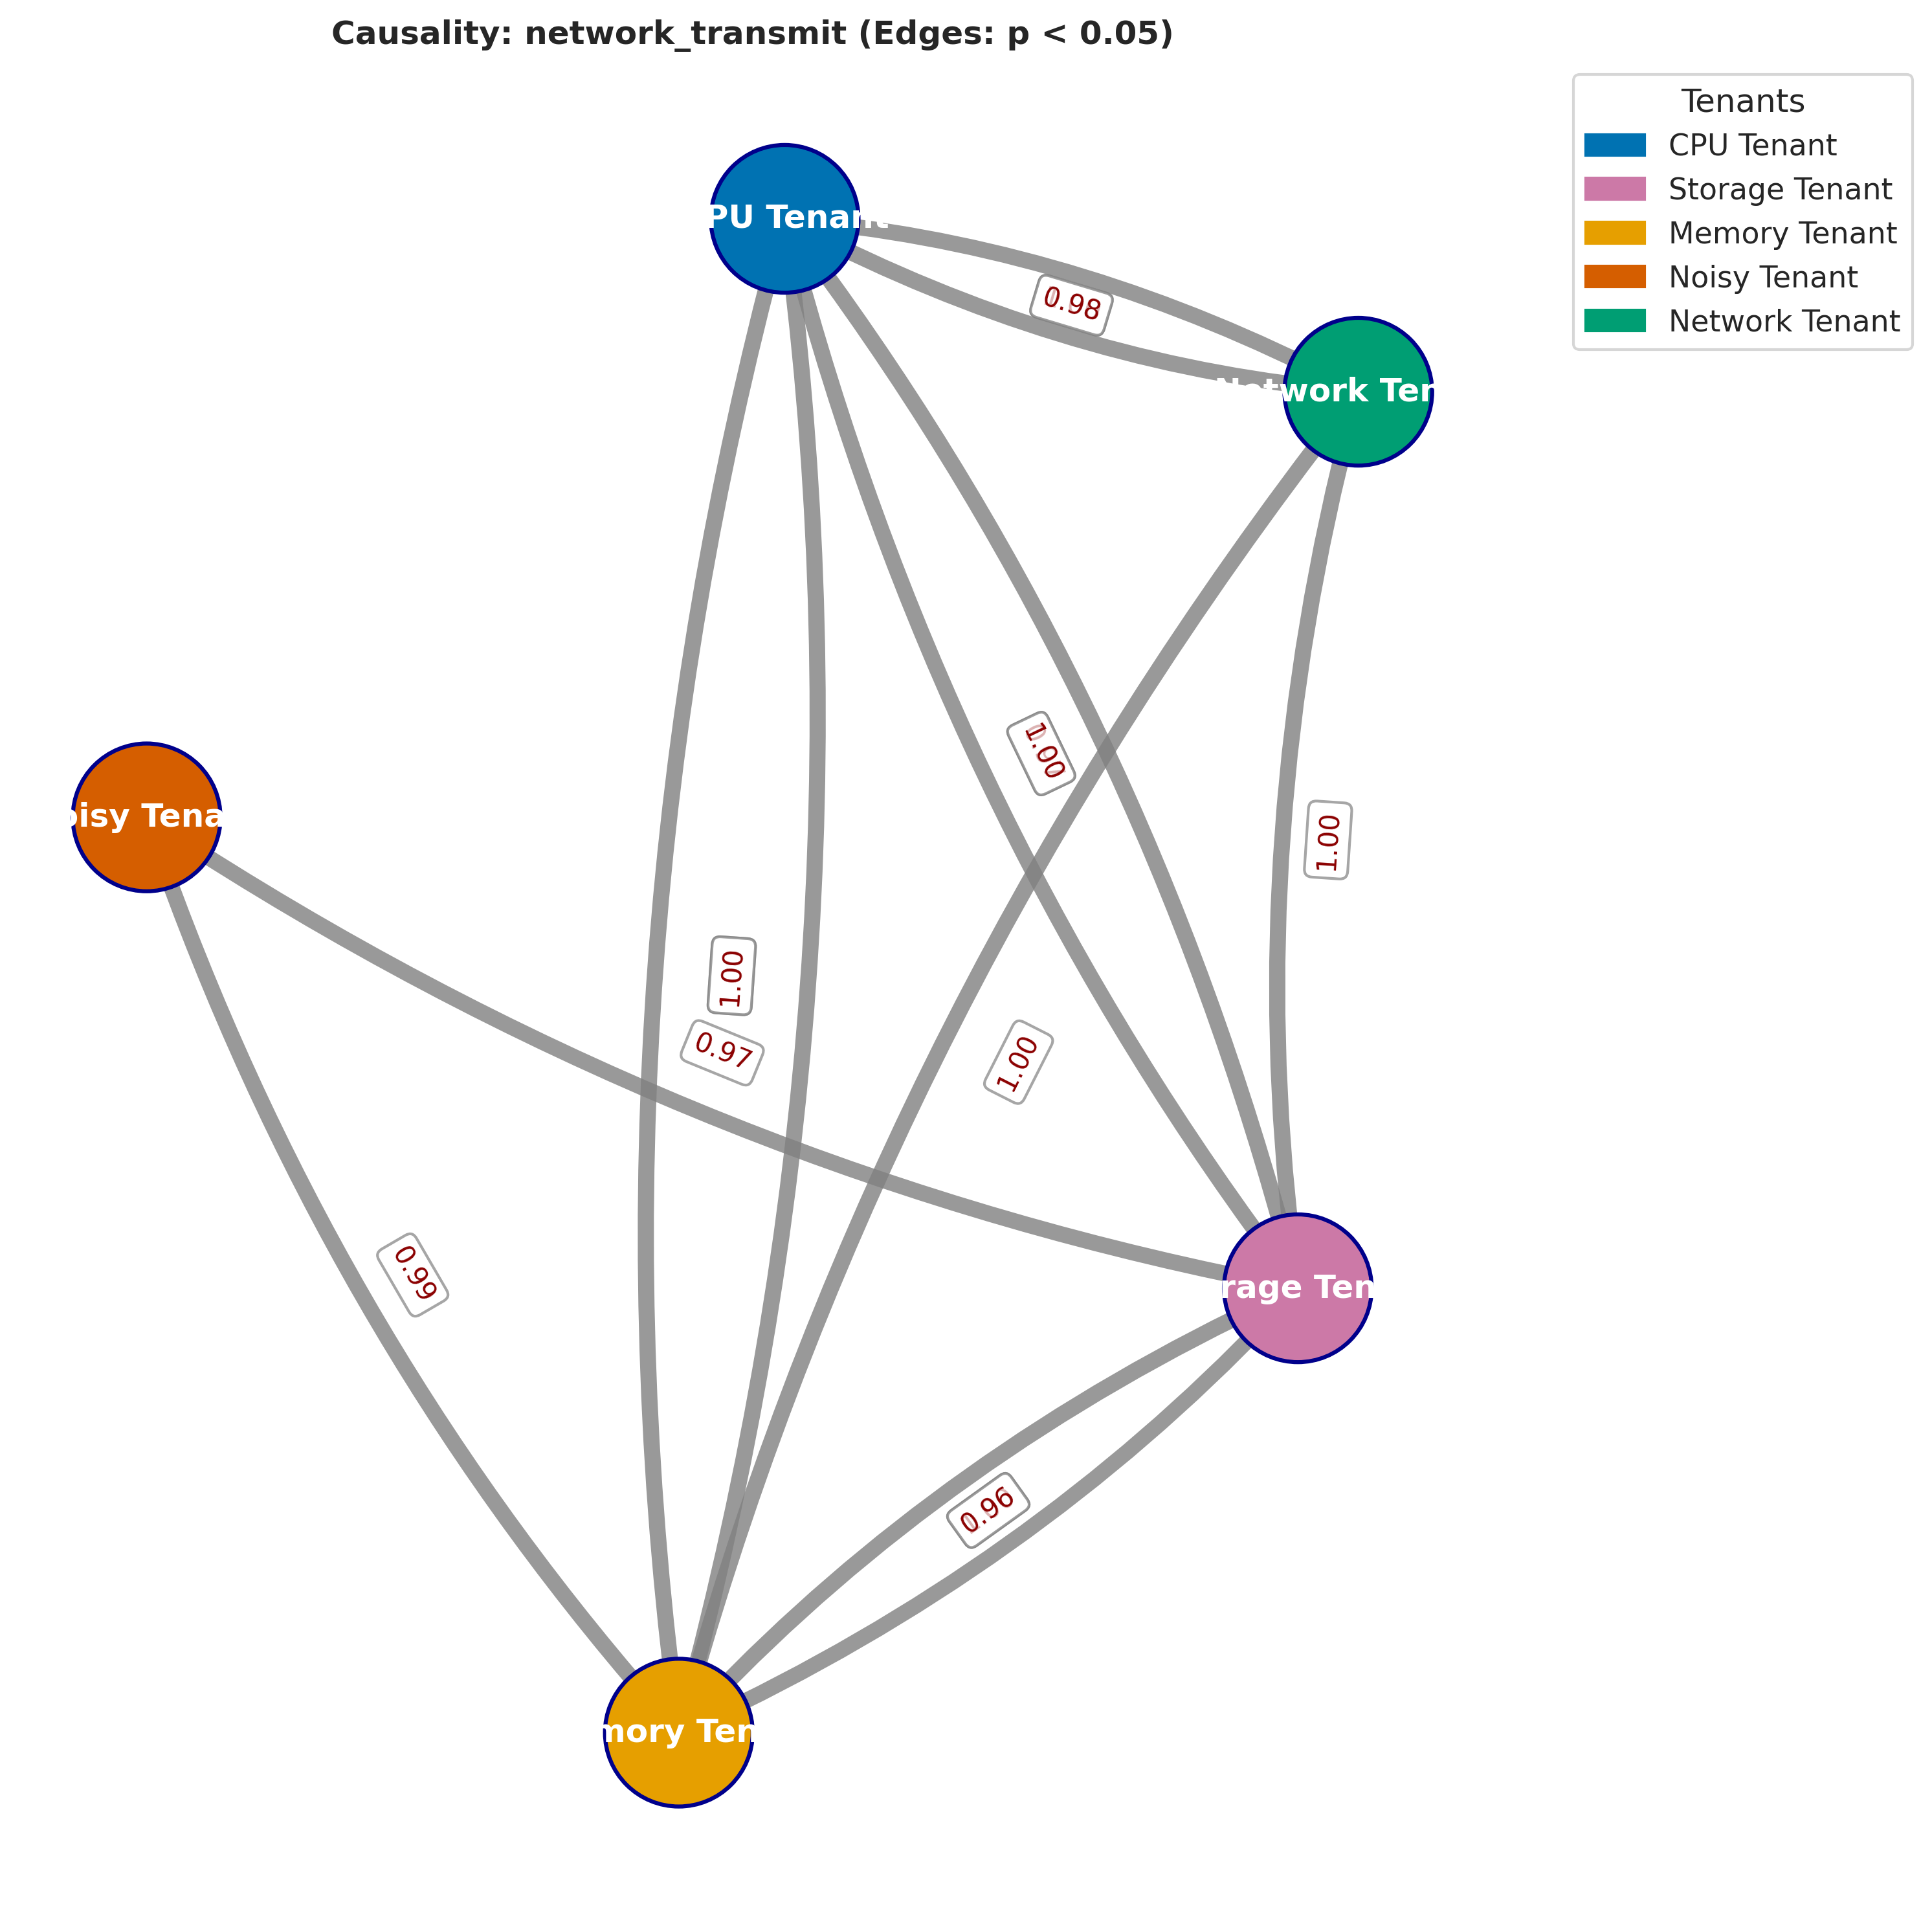 Causality: network_transmit (Edges: p < 0.05)
Tenants
CPU Tenant
Storage Tenant
Memory Tenant
Noisy Tenant
Network Tenant
PU Tenant
0.98
work Ten
1.00
oisy Tena
1.00
1.00
0.97
1.00
0.99
rage Ten
0.96
mory Ten